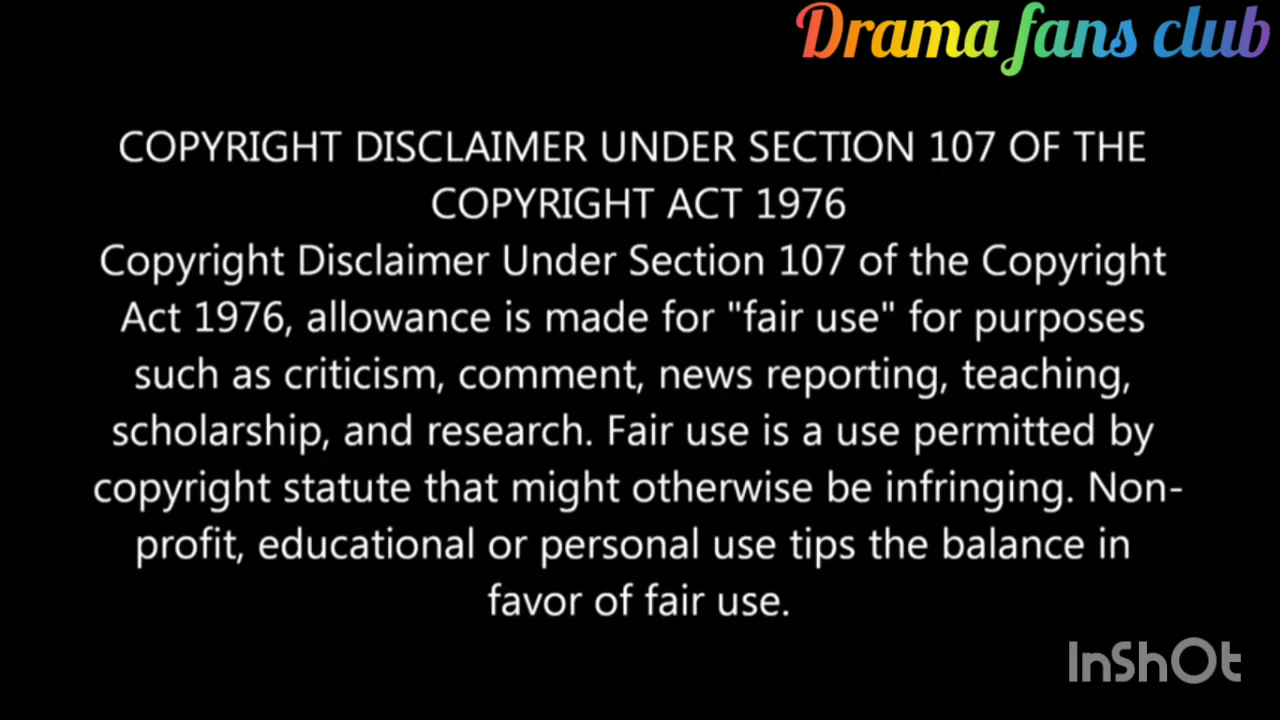 Drama fans club
COPYRIGHT DISCLAIMER UNDER SECTION 107 OF THE
COPYRIGHT ACT 1976
Copyright Disclaimer Under Section 107 of the Copyright
Act 1976, allowance is made for "fair use" for purposes
such as criticism, comment, news reporting, teaching,
scholarship, and research. Fair use is a use permitted by
copyright statute that might otherwise be infringing. Non-
profit, educational or personal use tips the balance in
favor of fair use.
InShOt